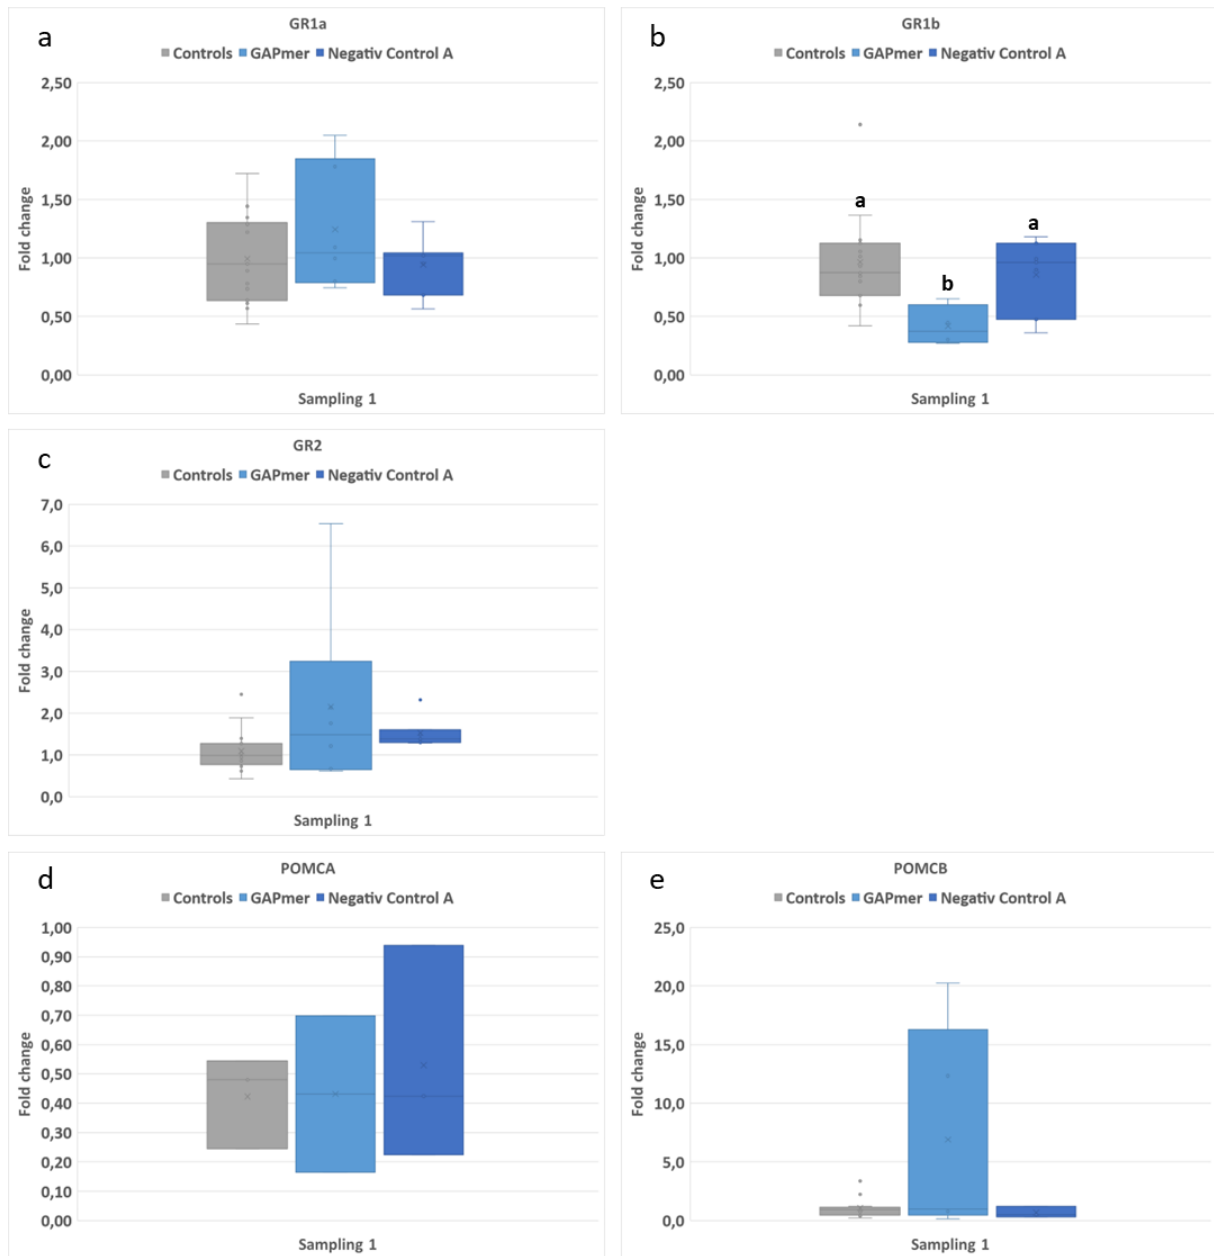 a
GR1a
Controls GAPmer Negativ Control A
2,50
2,00
1,50
1,00
0,50
0,00
Fold change
Sampling 1
b
GR1b
Controls GAPmer Negativ Control A
2,50
2,00
1,50
1,00
0,50
0,00
Fold change
a
b
a
Sampling 1
c
GR2
Controls GAPmer Negativ Control A
7,0
6,0
5,0
4,0
3,0
2,0
1,0
0,0
Fold change
Sampling 1
d
POMCA
Controls GAPmer Negativ Control A
1,00
0,90
0,80
0,70
0,60
0,50
0,40
0,30
0,20
0,10
0,00
Fold change
Sampling 1
e
POMCB
Controls GAPmer Negativ Control A
25,0
20,0
15,0
10,0
5,0
0,0
Fold change
Sampling 1